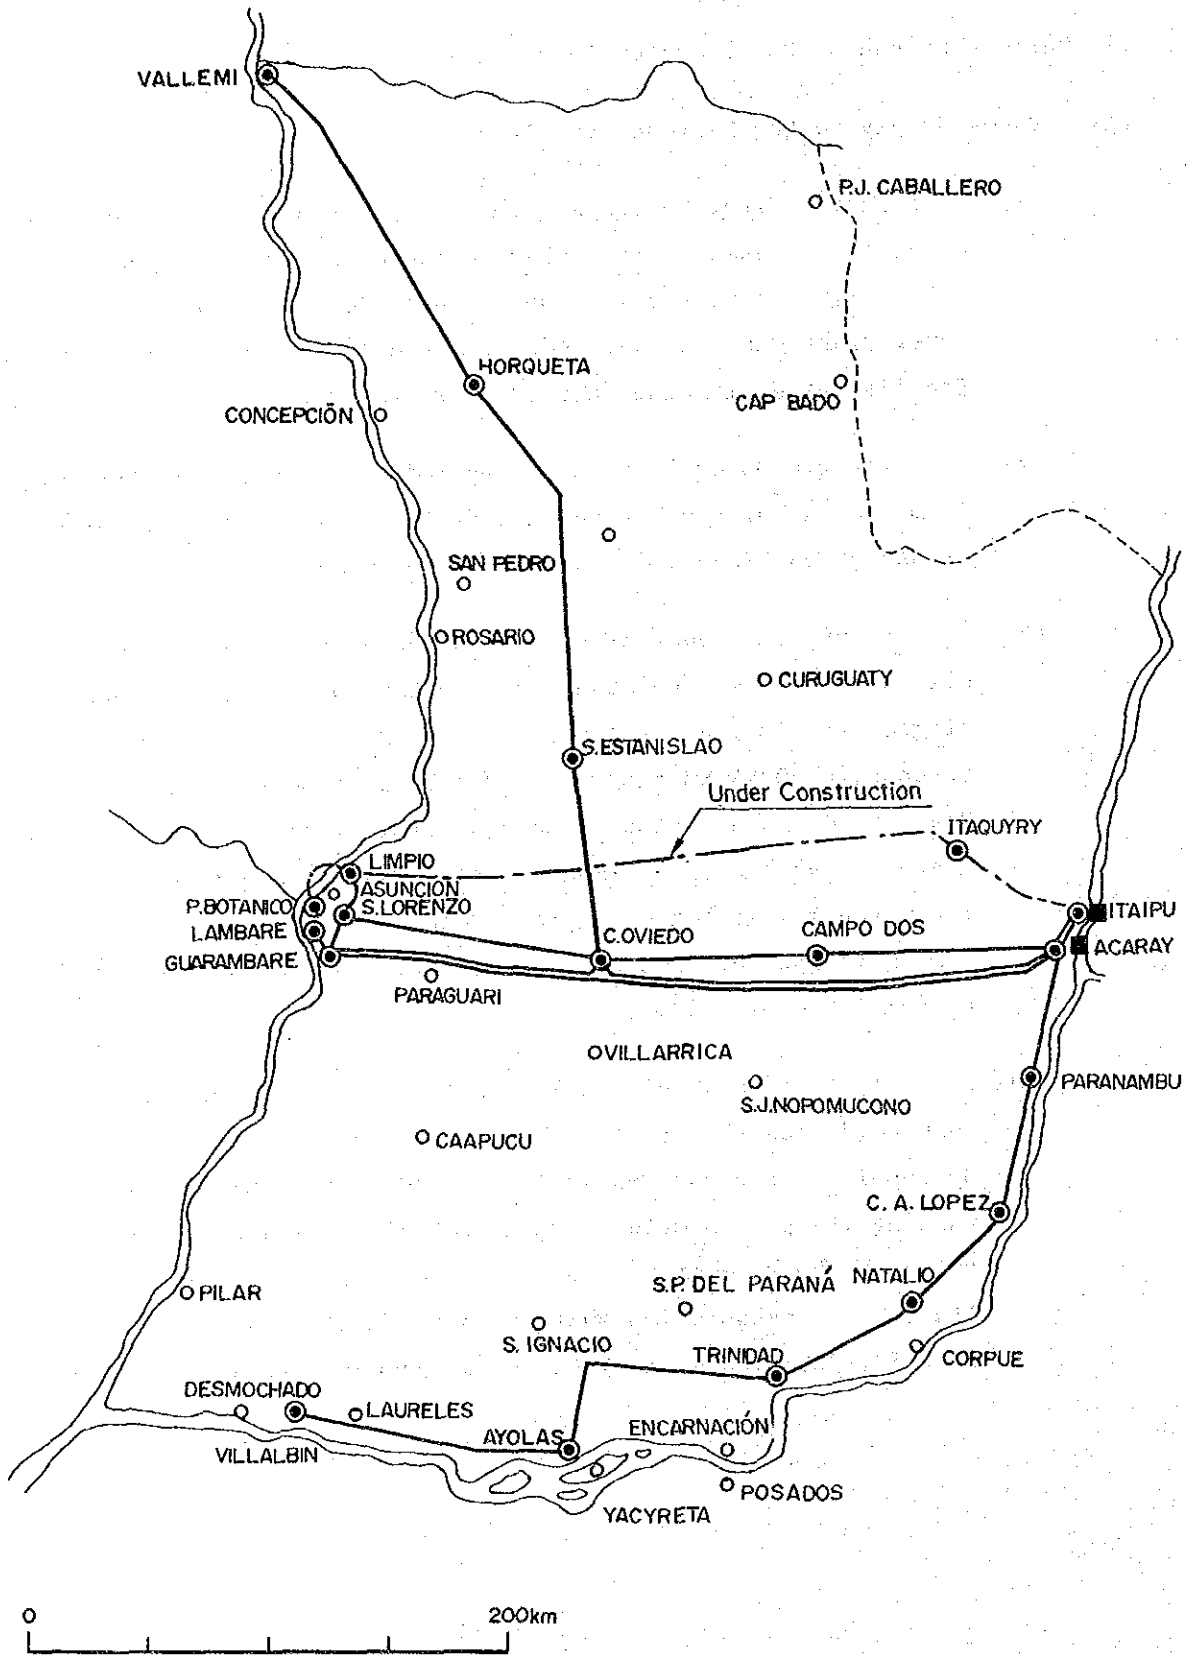 VALLEMI
P.J. CABALLERO
HORQUETA
CAP BADO
CONCEPCIÓN
SAN PEDRO
ROSARIO
CURUGUATY
S.ESTANISLAO
Under Construction
ITAQUYRY
LIMPIO
ASUNCIÓN
P.BOTANICO
S.LORENZO
ITAIPU
LAMBARE
C.OVIEDO
CAMPO DOS
ACARAY
GUARAMBARE
PARAGUARI
VILLARRICA
PARANAMBU
S.J.NOPOMUCONO
CAAPUCU
C. A. LOPEZ
S.P. DEL PARANÁ
NATALIO
PILAR
S. IGNACIO
TRINIDAD
CORPUE
DESMOCHADO
LAURELES
ENCARNACIÓN
AYOLAS
VILLALBIN
POSADOS
YACYRETA
0 200km